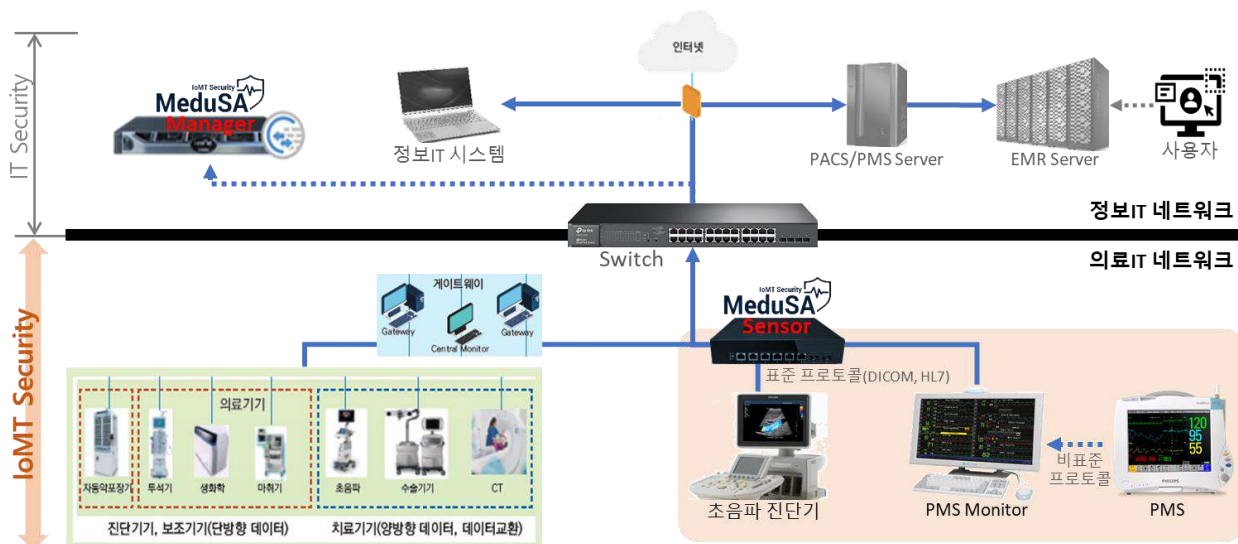 인터넷
IT Security
IoMT Security
MeduSA
Manager
정보IT 시스템
PACS/PMS Server
EMR Server
사용자
정보IT 네트워크
Switch
의료IT 네트워크
IoMT Security
게이트웨이
Gateway
Gateway
Central Monitor
IoMT Security
MeduSA
Sensor
표준 프로토콜(DICOM, HL7)
의료기기
자동약포장기
투석기
생화학
마취기
초음파
수술기기
CT
진단기기, 보조기기(단방향 데이터)
치료기기(양방향 데이터, 데이터교환)
초음파 진단기
PMS Monitor
비표준
프로토콜
120
95
55
PHILIPS
PMS